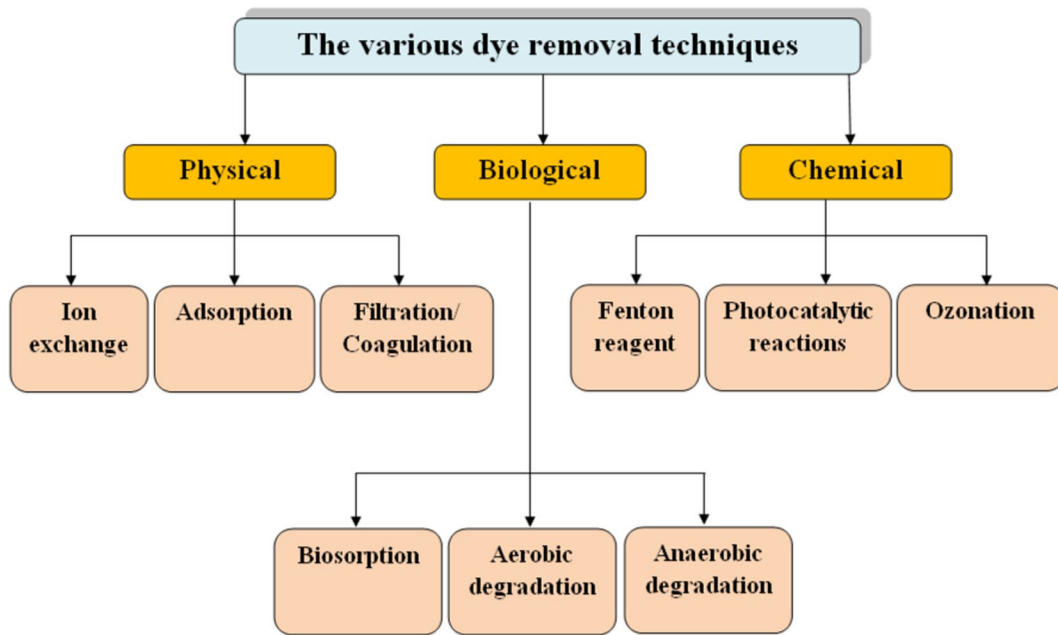 The various dye removal techniques
Physical
Biological
Chemical
Ion
exchange
Adsorption
Filtration/
Coagulation
Fenton
reagent
Photocatalytic
reactions
Ozonation
Biosorption
Aerobic
degradation
Anaerobic
degradation